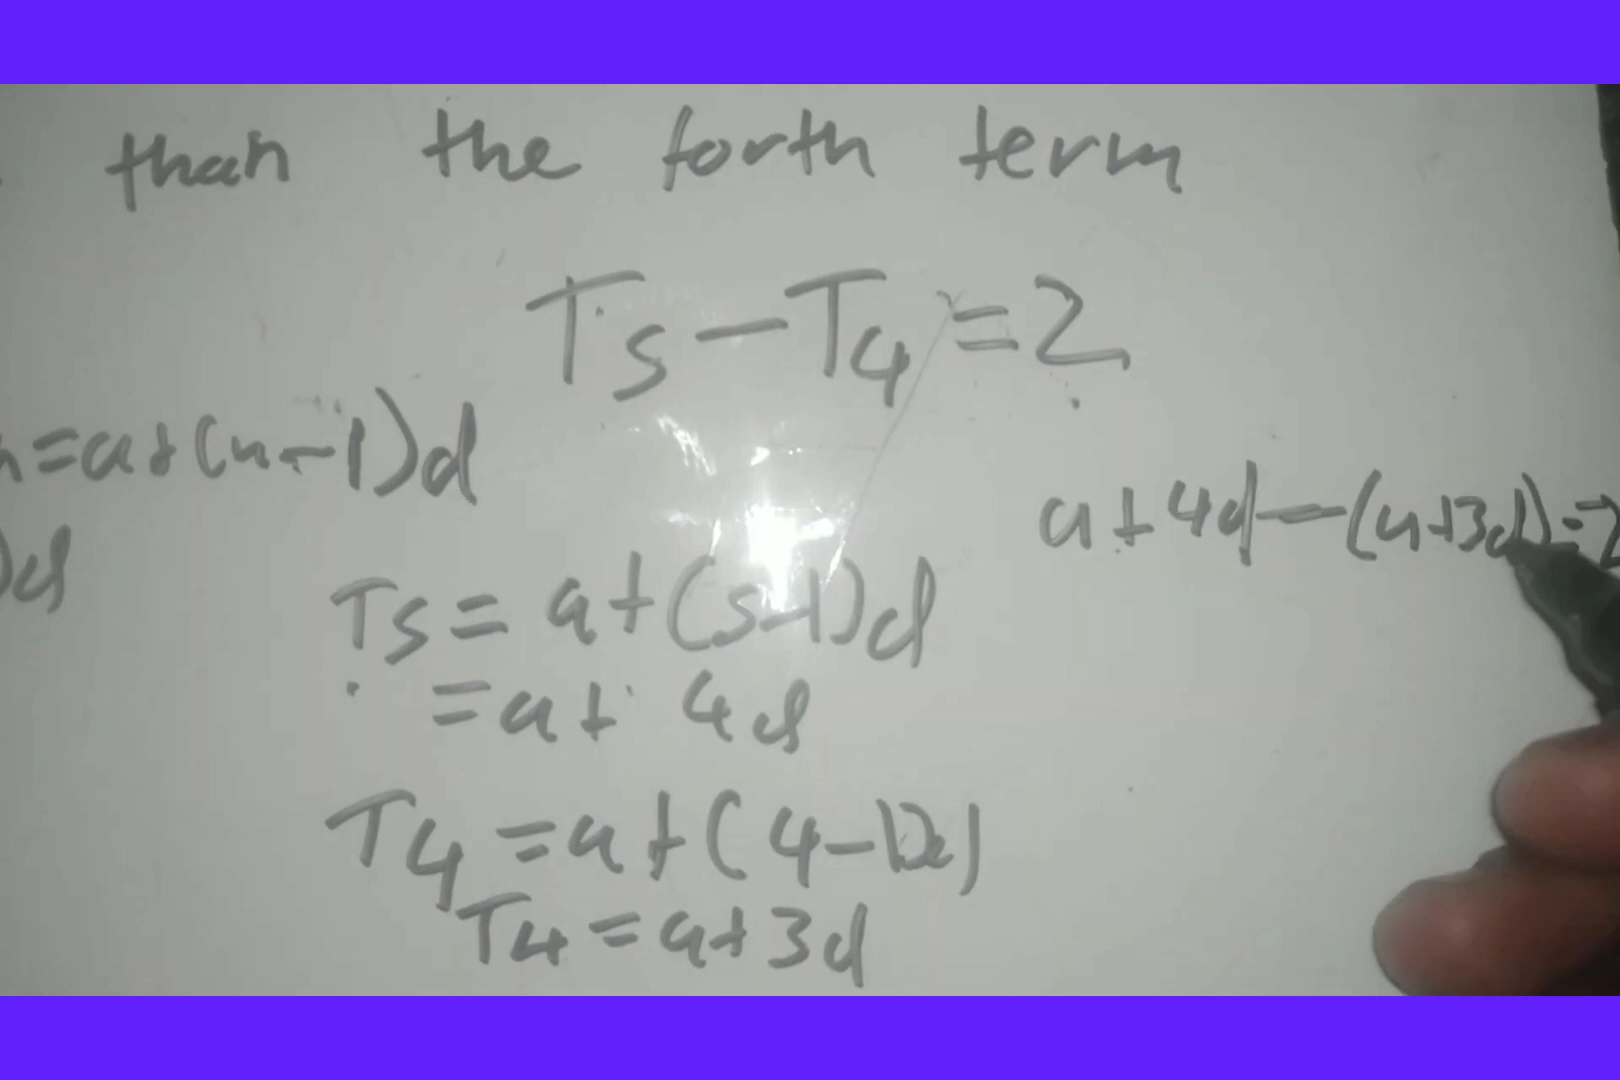 than the forth term
T5-T4=2
n=a+(n-1)d
a+4d-(a+3d)=2
)d
T5=a+(5-1)d
=a+4d
T4=a+(4-1)d
T4=a+3d